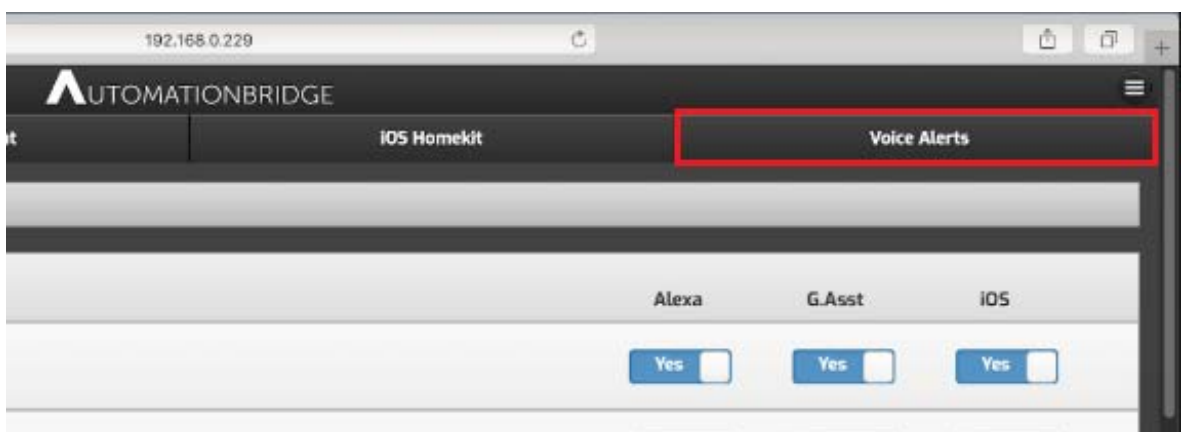 192.168.0.229
AUTOMATIONBRIDGE
t iOS Homekit Voice Alerts
Alexa G.Asst iOS
Yes Yes Yes